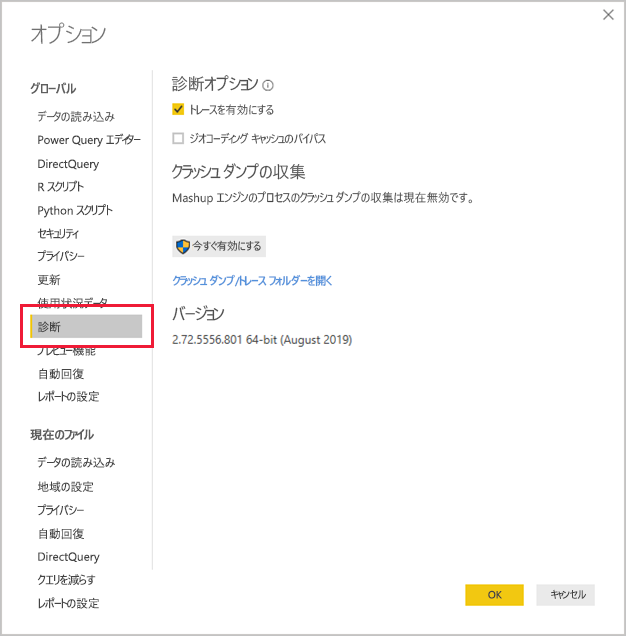 オプション
グローバル
データの読み込み
Power Query エディター
DirectQuery
R スクリプト
Python スクリプト
セキュリティ
プライバシー
更新
使用状況データ
診断
プレビュー機能
自動回復
レポートの設定
現在のファイル
データの読み込み
地域の設定
プライバシー
自動回復
DirectQuery
クエリを減らす
レポートの設定
診断オプション
トレースを有効にする
ジオコーディング キャッシュのバイパス
クラッシュ ダンプの収集
Mashup エンジンのプロセスのクラッシュ ダンプの収集は現在無効です。
今すぐ有効にする
クラッシュ ダンプ/トレース フォルダーを開く
バージョン
2.72.5556.801 64-bit (August 2019)
OK
キャンセル